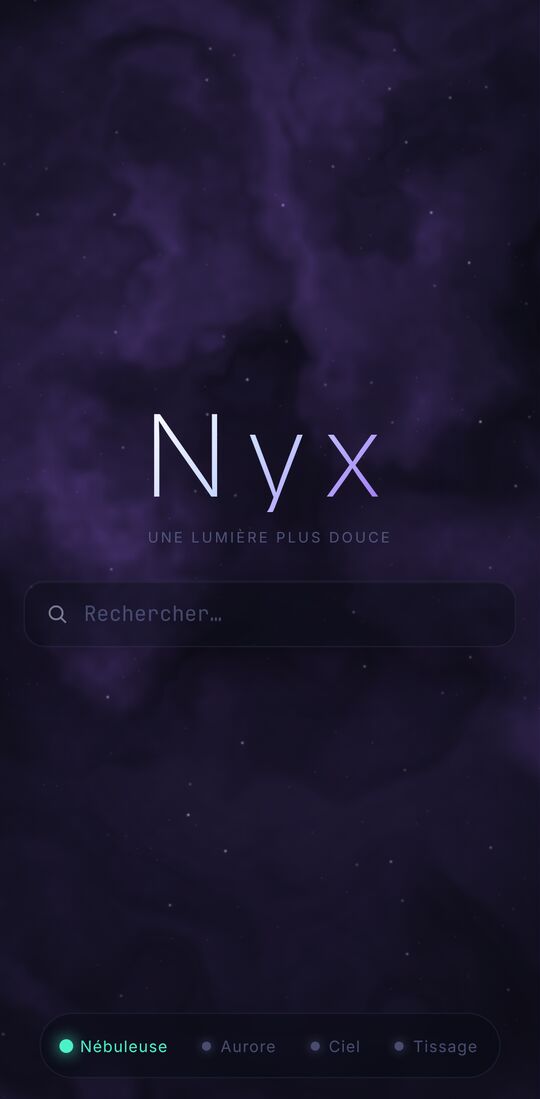 Nyx
UNE LUMIÈRE PLUS DOUCE
Rechercher…
Nébuleuse Aurore Ciel Tissage